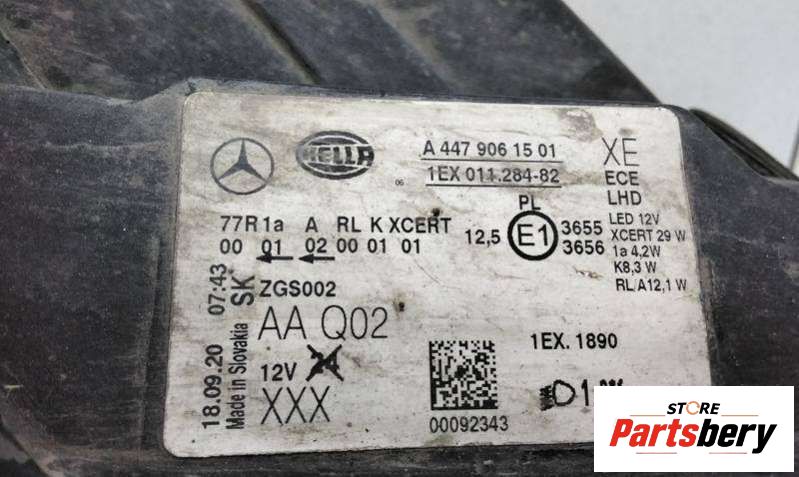 HELLA
A 447 906 15 01
1EX 011.284-82
06
XE
ECE
LHD
LED 12V
XCERT 29 W
1a 4,2W
K8,3 W
RL/A12,1 W
PL
12,5 E1 3655
3656
77R 1a A RL K XCERT
00 01 02 00 01 01
ZGS002
AA Q02
12V 24
XXX
18.09.20 07:43
Made in Slovakia SK
00092343
1EX. 1890
STORE
Partsbery